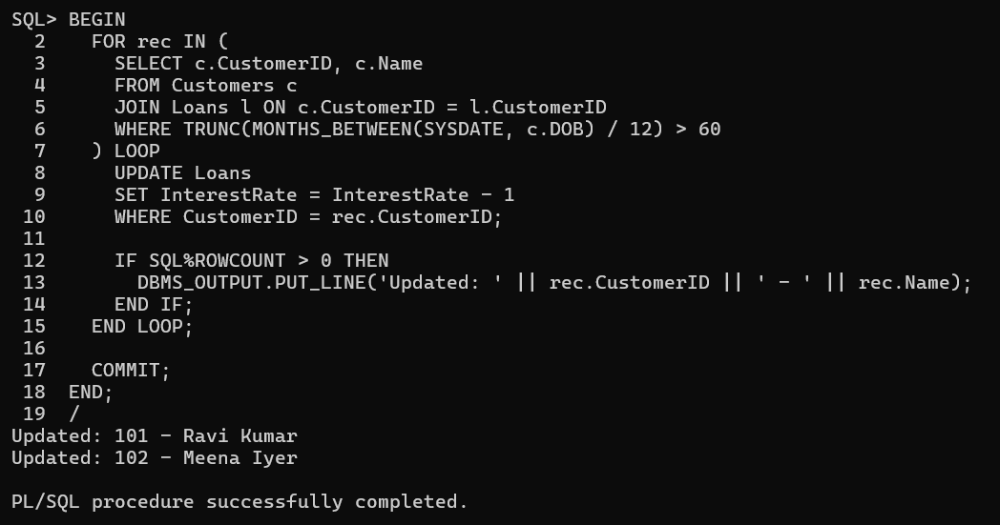 SQL> BEGIN
  2    FOR rec IN (
  3      SELECT c.CustomerID, c.Name
  4      FROM Customers c
  5      JOIN Loans l ON c.CustomerID = l.CustomerID
  6      WHERE TRUNC(MONTHS_BETWEEN(SYSDATE, c.DOB) / 12) > 60
  7    ) LOOP
  8      UPDATE Loans
  9      SET InterestRate = InterestRate - 1
 10      WHERE CustomerID = rec.CustomerID;
 11
 12      IF SQL%ROWCOUNT > 0 THEN
 13        DBMS_OUTPUT.PUT_LINE('Updated: ' || rec.CustomerID || ' - ' || rec.Name);
 14      END IF;
 15    END LOOP;
 16
 17    COMMIT;
 18  END;
 19  /
Updated: 101 - Ravi Kumar
Updated: 102 - Meena Iyer

PL/SQL procedure successfully completed.